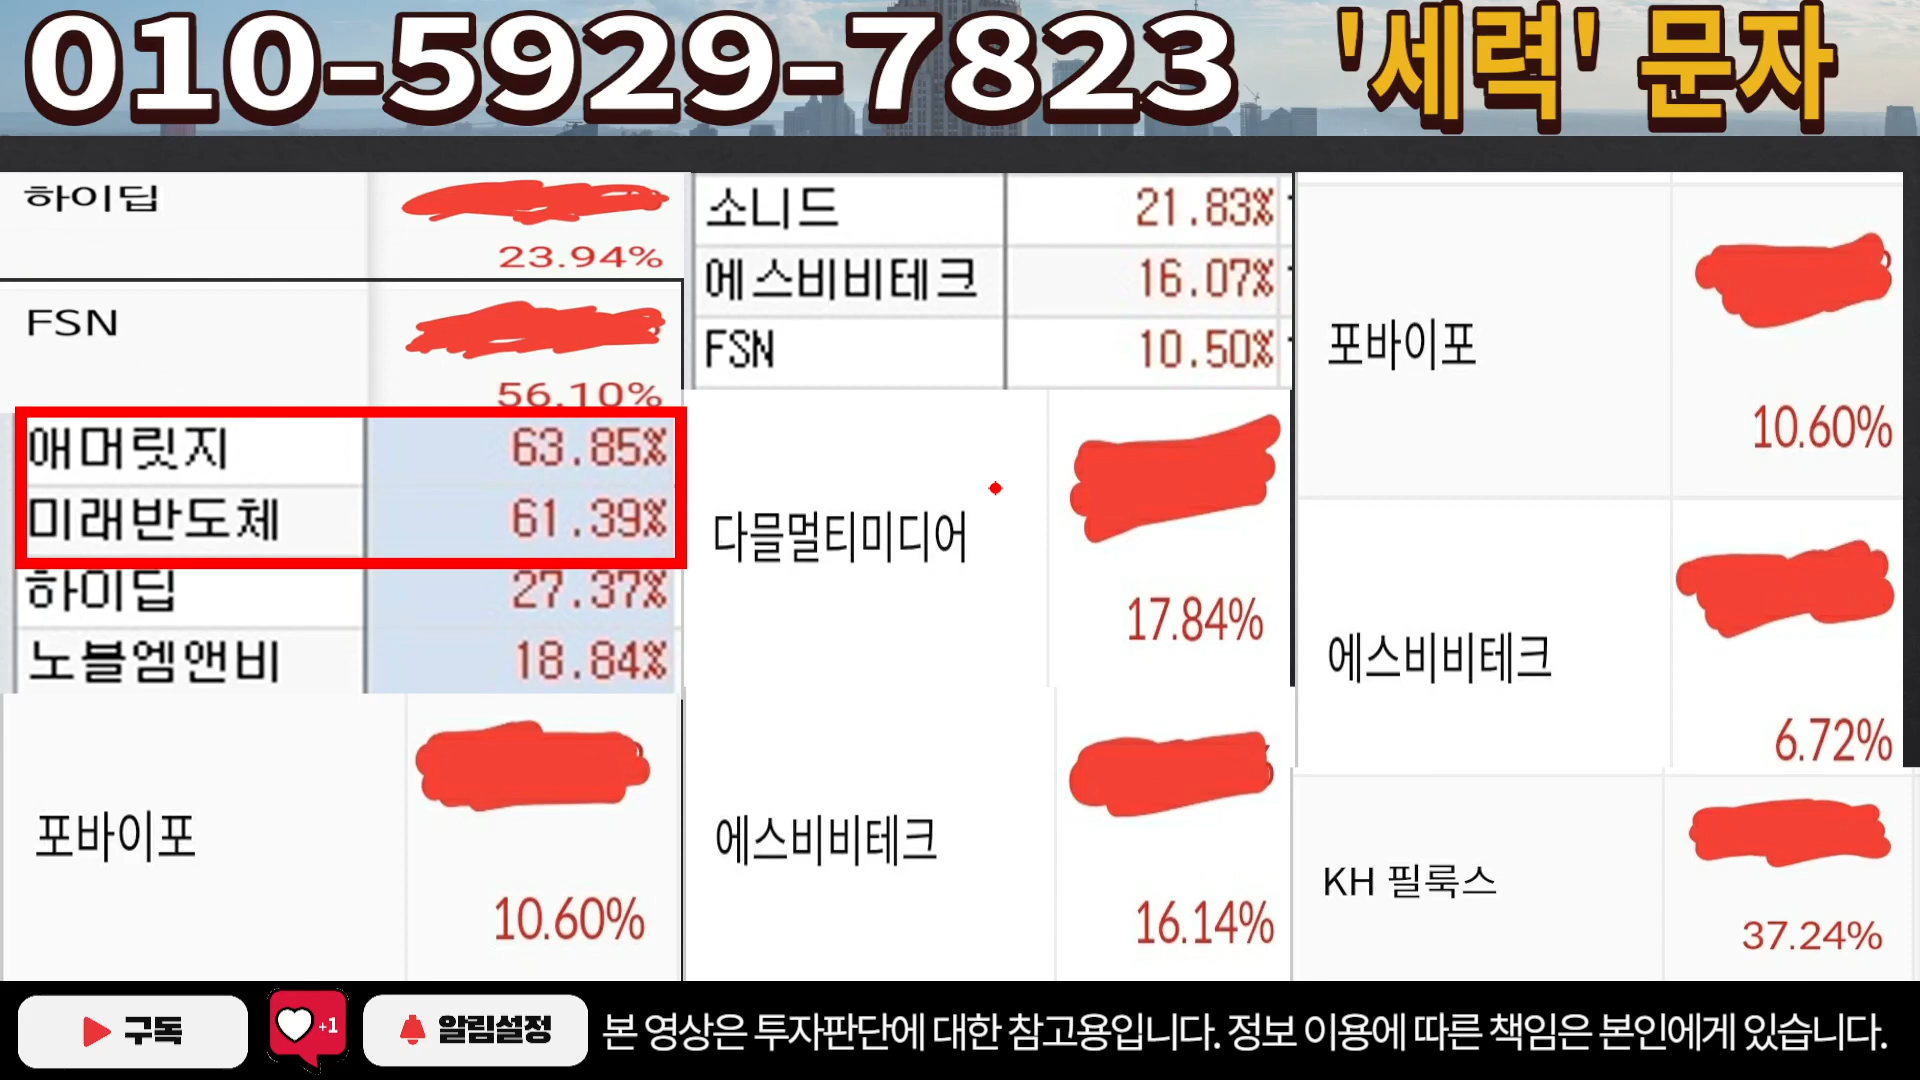 010-5929-7823 '세력' 문자
하이딥
23.94%
FSN
56.10%
애머릿지 63.85%
미래반도체 61.39%
하이딥 27.37%
노블엠앤비 18.84%
포바이포
10.60%
소니드 21.83%
에스비비테크 16.07%
FSN 10.50%
다믈멀티미디어
17.84%
에스비비테크
16.14%
포바이포
10.60%
에스비비테크
6.72%
KH 필룩스
37.24%
구독 +1 알림설정 본 영상은 투자판단에 대한 참고용입니다. 정보 이용에 따른 책임은 본인에게 있습니다.